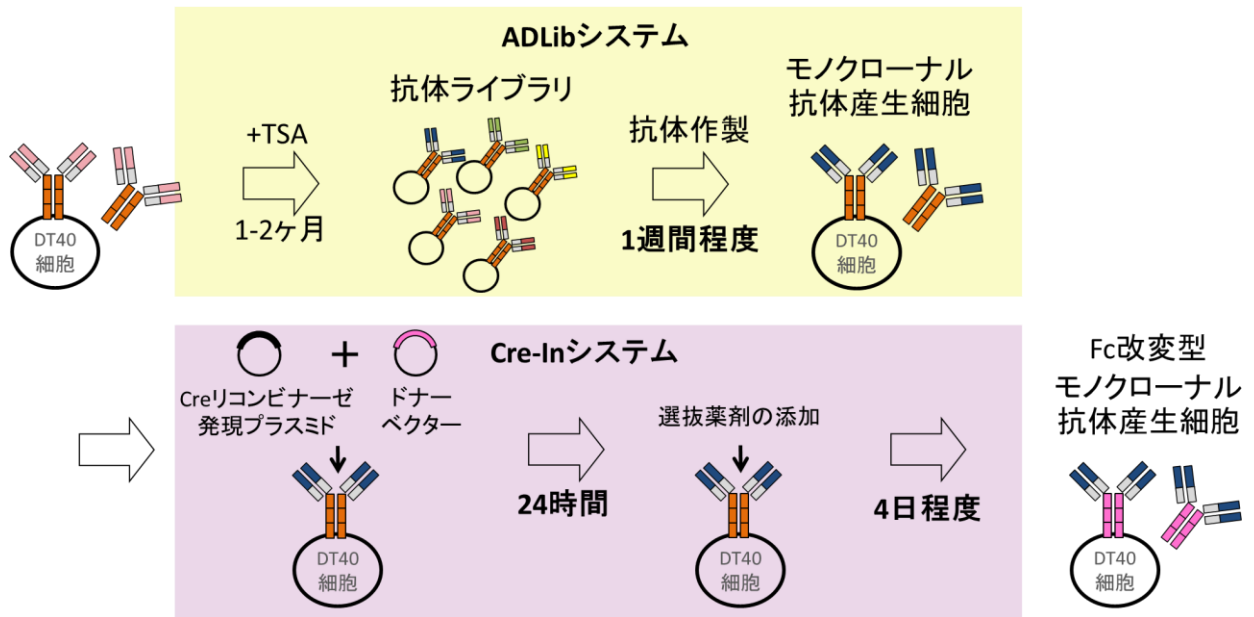 ADLibシステム
DT40
細胞
+TSA
1-2ヶ月
抗体ライブラリ
抗体作製
1週間程度
モノクローナル
抗体産生細胞
DT40
細胞
Cre-Inシステム
+
Creリコンビナーゼ
発現プラスミド
ドナー
ベクター
DT40
細胞
24時間
選抜薬剤の添加
DT40
細胞
4日程度
Fc改変型
モノクローナル
抗体産生細胞
DT40
細胞